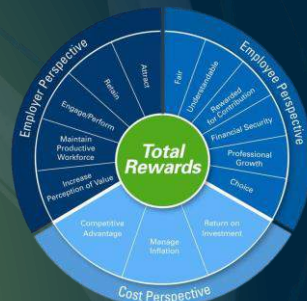 Employer Perspective
Attract
Retain
Engage/Perform
Maintain
Productive
Workforce
Increase
Perception of Value
Employee Perspective
Fair
Understandable
Rewarded
for Contribution
Financial Security
Professional
Growth
Choice
Total
Rewards
Competitive
Advantage
Manage
Inflation
Return on
Investment
Cost Perspective